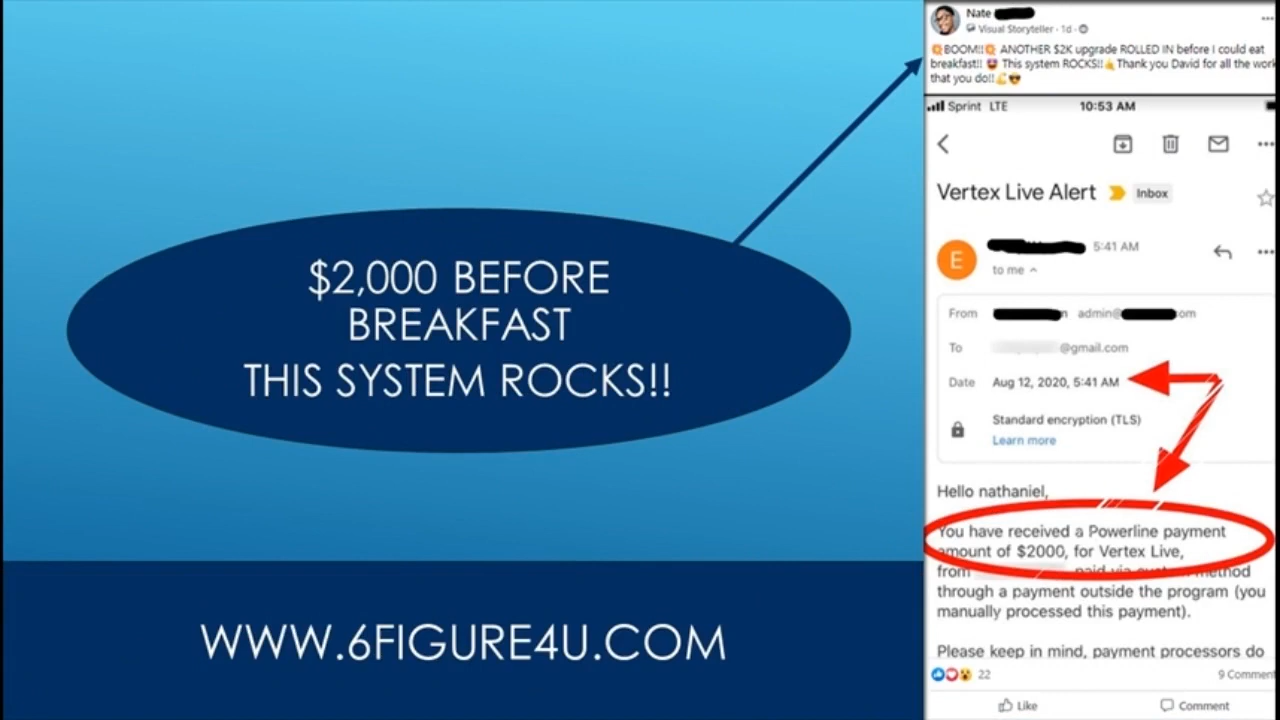 $2,000 BEFORE
BREAKFAST
THIS SYSTEM ROCKS!!
WWW.6FIGURE4U.COM
Nate
Visual Storyteller · 1d ·
💥BOOM!!💥 ANOTHER $2K upgrade ROLLED IN before I could eat
breakfast!! 🤩 This system ROCKS!!🤙Thank you David for all the work
that you do!!💪😎
Sprint LTE 10:53 AM
Vertex Live Alert Inbox
E
5:41 AM
to me
From admin@ om
To @gmail.com
Date Aug 12, 2020, 5:41 AM
Standard encryption (TLS)
Learn more
Hello nathaniel,
You have received a Powerline payment
amount of $2000, for Vertex Live,
from paid via custom method
through a payment outside the program (you
manually processed this payment).
Please keep in mind, payment processors do
22 9 Comment
Like Comment